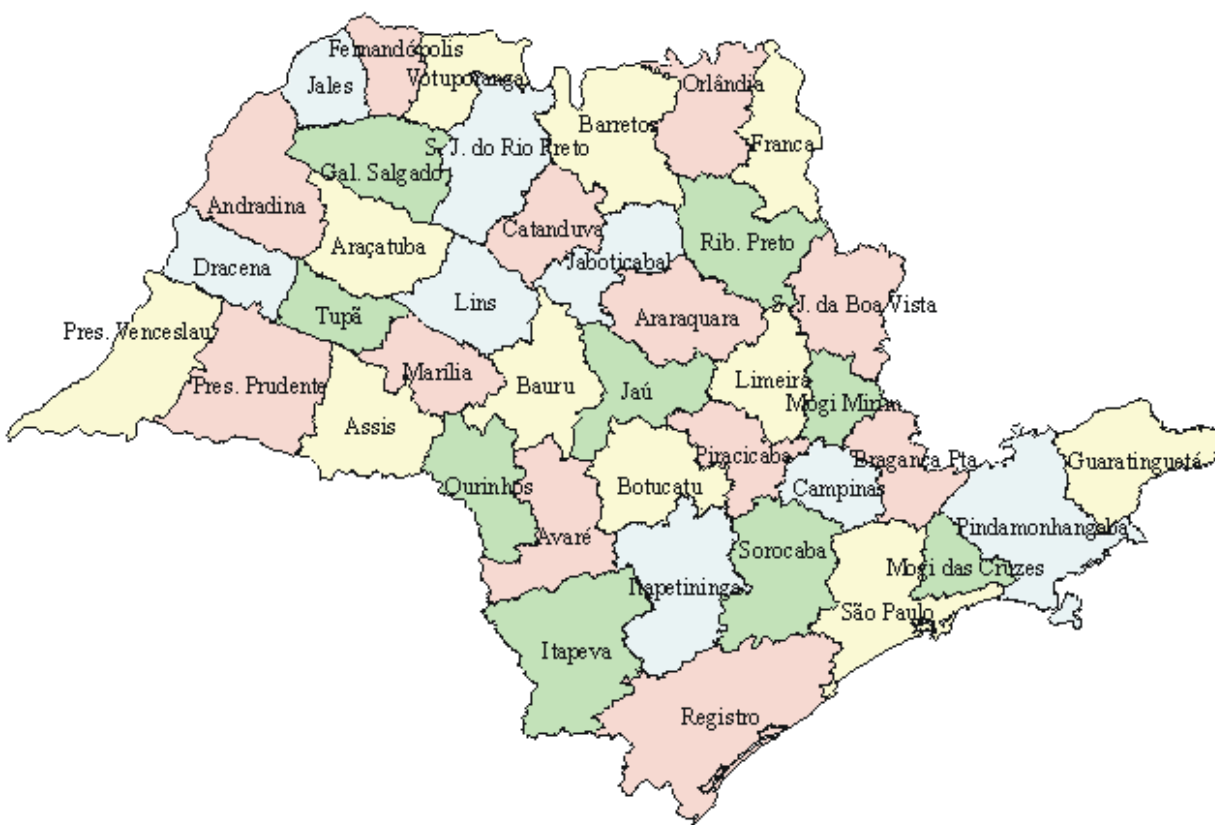 Fernandópolis
Votuporanga
Jales
Orlândia
Barretos
Franca
S. J. do Rio Preto
Gal. Salgado
Andradina
Catanduva
Araçatuba
Rib. Preto
Jaboticabal
Dracena
Lins
S. J. da Boa Vista
Tupã
Araraquara
Pres. Venceslau
Marília
Bauru
Jaú
Limeira
Pres. Prudente
Mogi Mirim
Assis
Piracicaba
Bragança Pta.
Guaratinguetá
Ourinhos
Botucatu
Campinas
Pindamonhangaba
Avaré
Sorocaba
Mogi das Cruzes
Itapetininga
São Paulo
Itapeva
Registro